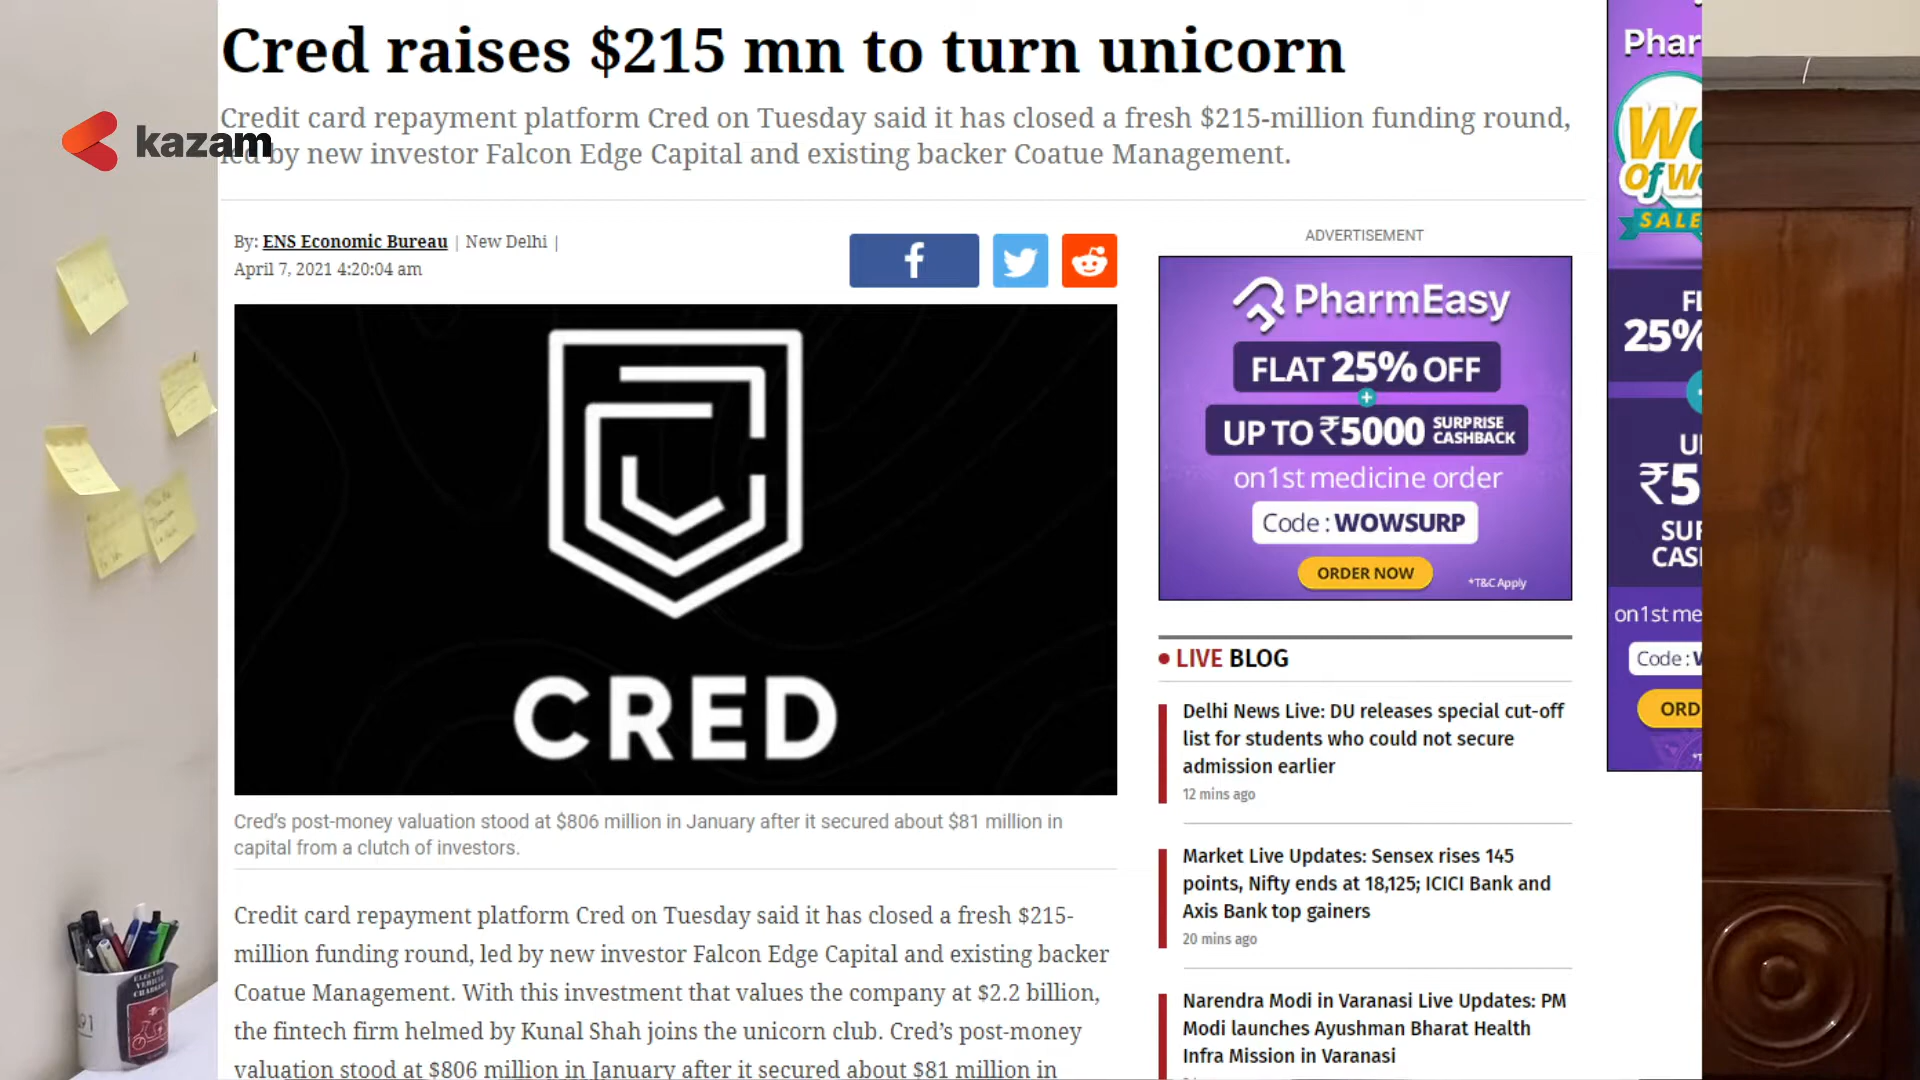 Cred raises $215 mn to turn unicorn
Credit card repayment platform Cred on Tuesday said it has closed a fresh $215-million funding round,
by new investor Falcon Edge Capital and existing backer Coatue Management.
kazam
By: ENS Economic Bureau | New Delhi |
April 7, 2021 4:20:04 am
CRED
Cred's post-money valuation stood at $806 million in January after it secured about $81 million in
capital from a clutch of investors.
Credit card repayment platform Cred on Tuesday said it has closed a fresh $215-
million funding round, led by new investor Falcon Edge Capital and existing backer
Coatue Management. With this investment that values the company at $2.2 billion,
the fintech firm helmed by Kunal Shah joins the unicorn club. Cred's post-money
valuation stood at $806 million in January after it secured about $81 million in
ADVERTISEMENT
PharmEasy
FLAT 25% OFF
+
UP TO ₹5000 SURPRISE CASHBACK
on 1st medicine order
Code : WOWSURP
ORDER NOW
*T&C Apply
LIVE BLOG
Delhi News Live: DU releases special cut-off
list for students who could not secure
admission earlier
12 mins ago
Market Live Updates: Sensex rises 145
points, Nifty ends at 18,125; ICICI Bank and
Axis Bank top gainers
20 mins ago
Narendra Modi in Varanasi Live Updates: PM
Modi launches Ayushman Bharat Health
Infra Mission in Varanasi
Phar
W
Of W
SALE
FL
25%
U
₹5
SUR
CAS
on 1st me
Code : W
ORD
ELECTRIC
VEHICLE
CHARGING